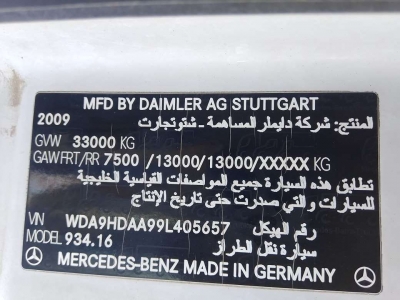 MFD BY DAIMLER AG STUTTGART
2009 المنتج: شركة دايملر المساهمة - شتوتجارت
GVW 33000 KG
GAWFRT/RR 7500 /13000/13000/XXXXX KG
تطابق هذه السيارة جميع المواصفات القياسية الخليجية
للسيارات والتي صدرت حتى تاريخ الإنتاج
VIN WDA9HDAA99L405657 رقم الهيكل
MODEL 934.16 سيارة نقل الطراز
MERCEDES-BENZ MADE IN GERMANY